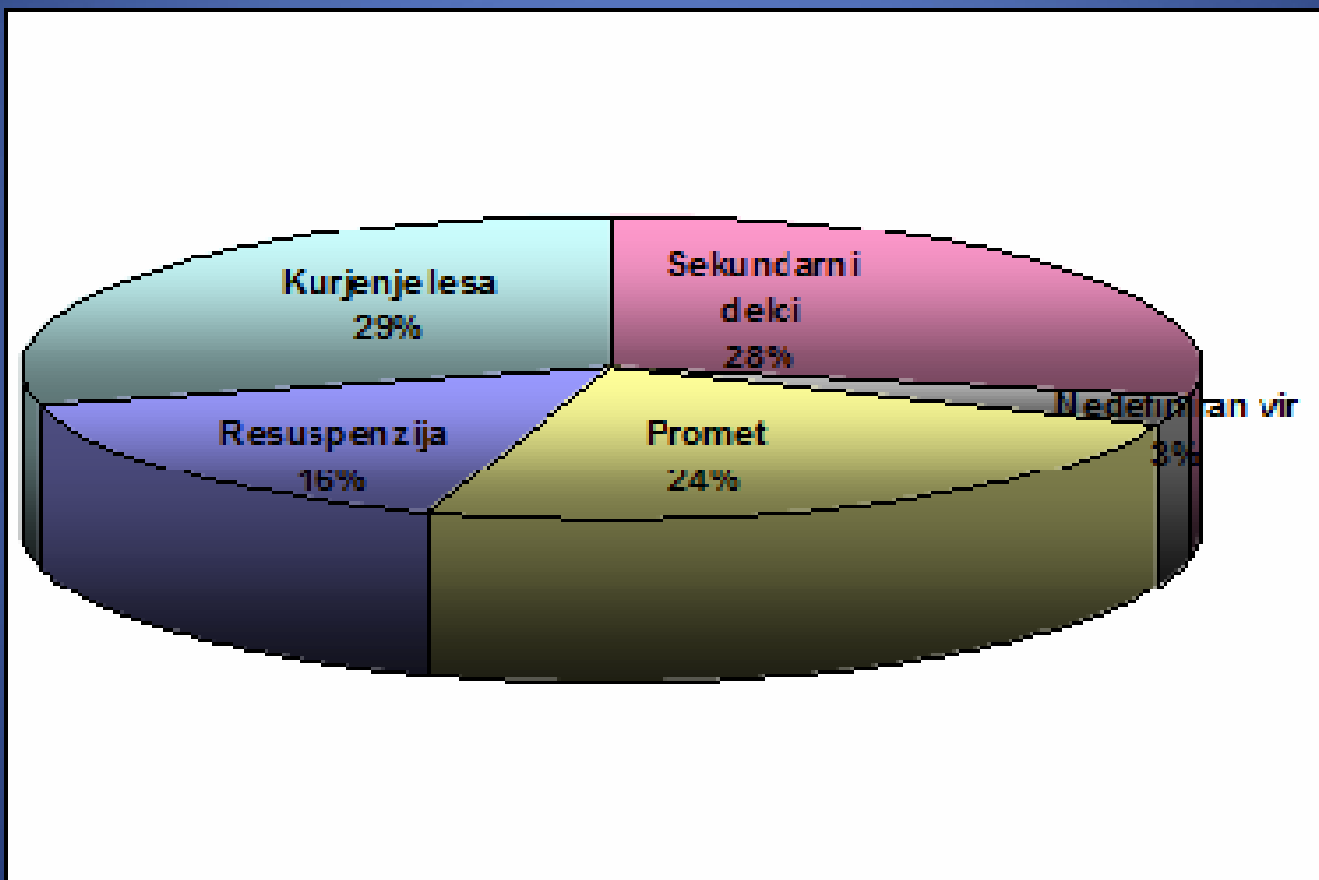 Kurjenje lesa
29%
Sekundarni
delci
28%
Nedefiniran vir
3%
Resuspenzija
16%
Promet
24%